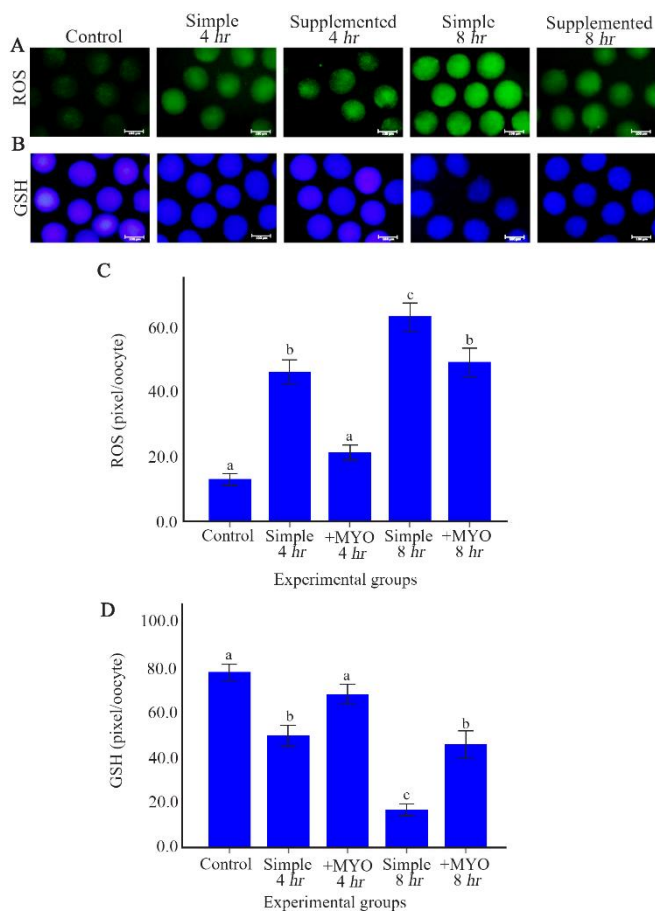 Simple Supplemented Simple Supplemented
A Control 4 hr 4 hr 8 hr 8 hr
ROS
B
GSH
C
60.0
40.0
20.0
0.0
ROS (pixel/oocyte)
a b a c b
Control Simple +MYO Simple +MYO
4 hr 4 hr 8 hr 8 hr
Experimental groups
D
100.0
80.0
60.0
40.0
20.0
0.0
GSH (pixel/oocyte)
a b a c b
Control Simple +MYO Simple +MYO
4 hr 4 hr 8 hr 8 hr
Experimental groups